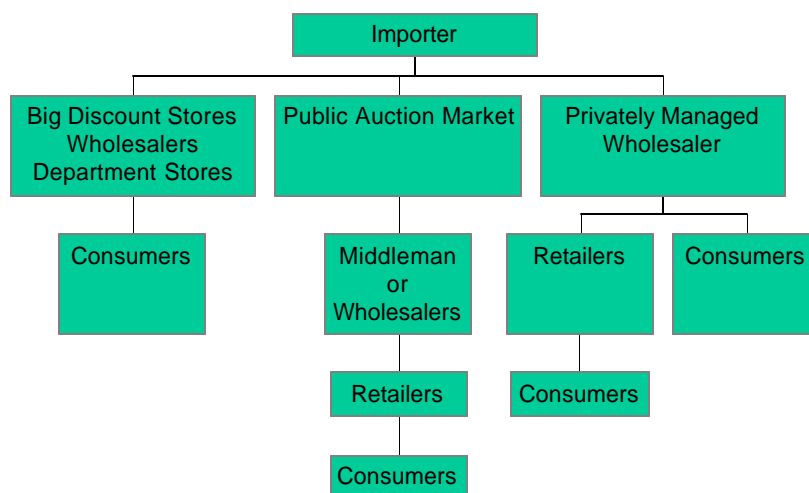 Importer
Big Discount Stores
Wholesalers
Department Stores
Public Auction Market
Privately Managed
Wholesaler
Consumers
Middleman
or
Wholesalers
Retailers
Consumers
Retailers
Consumers
Consumers